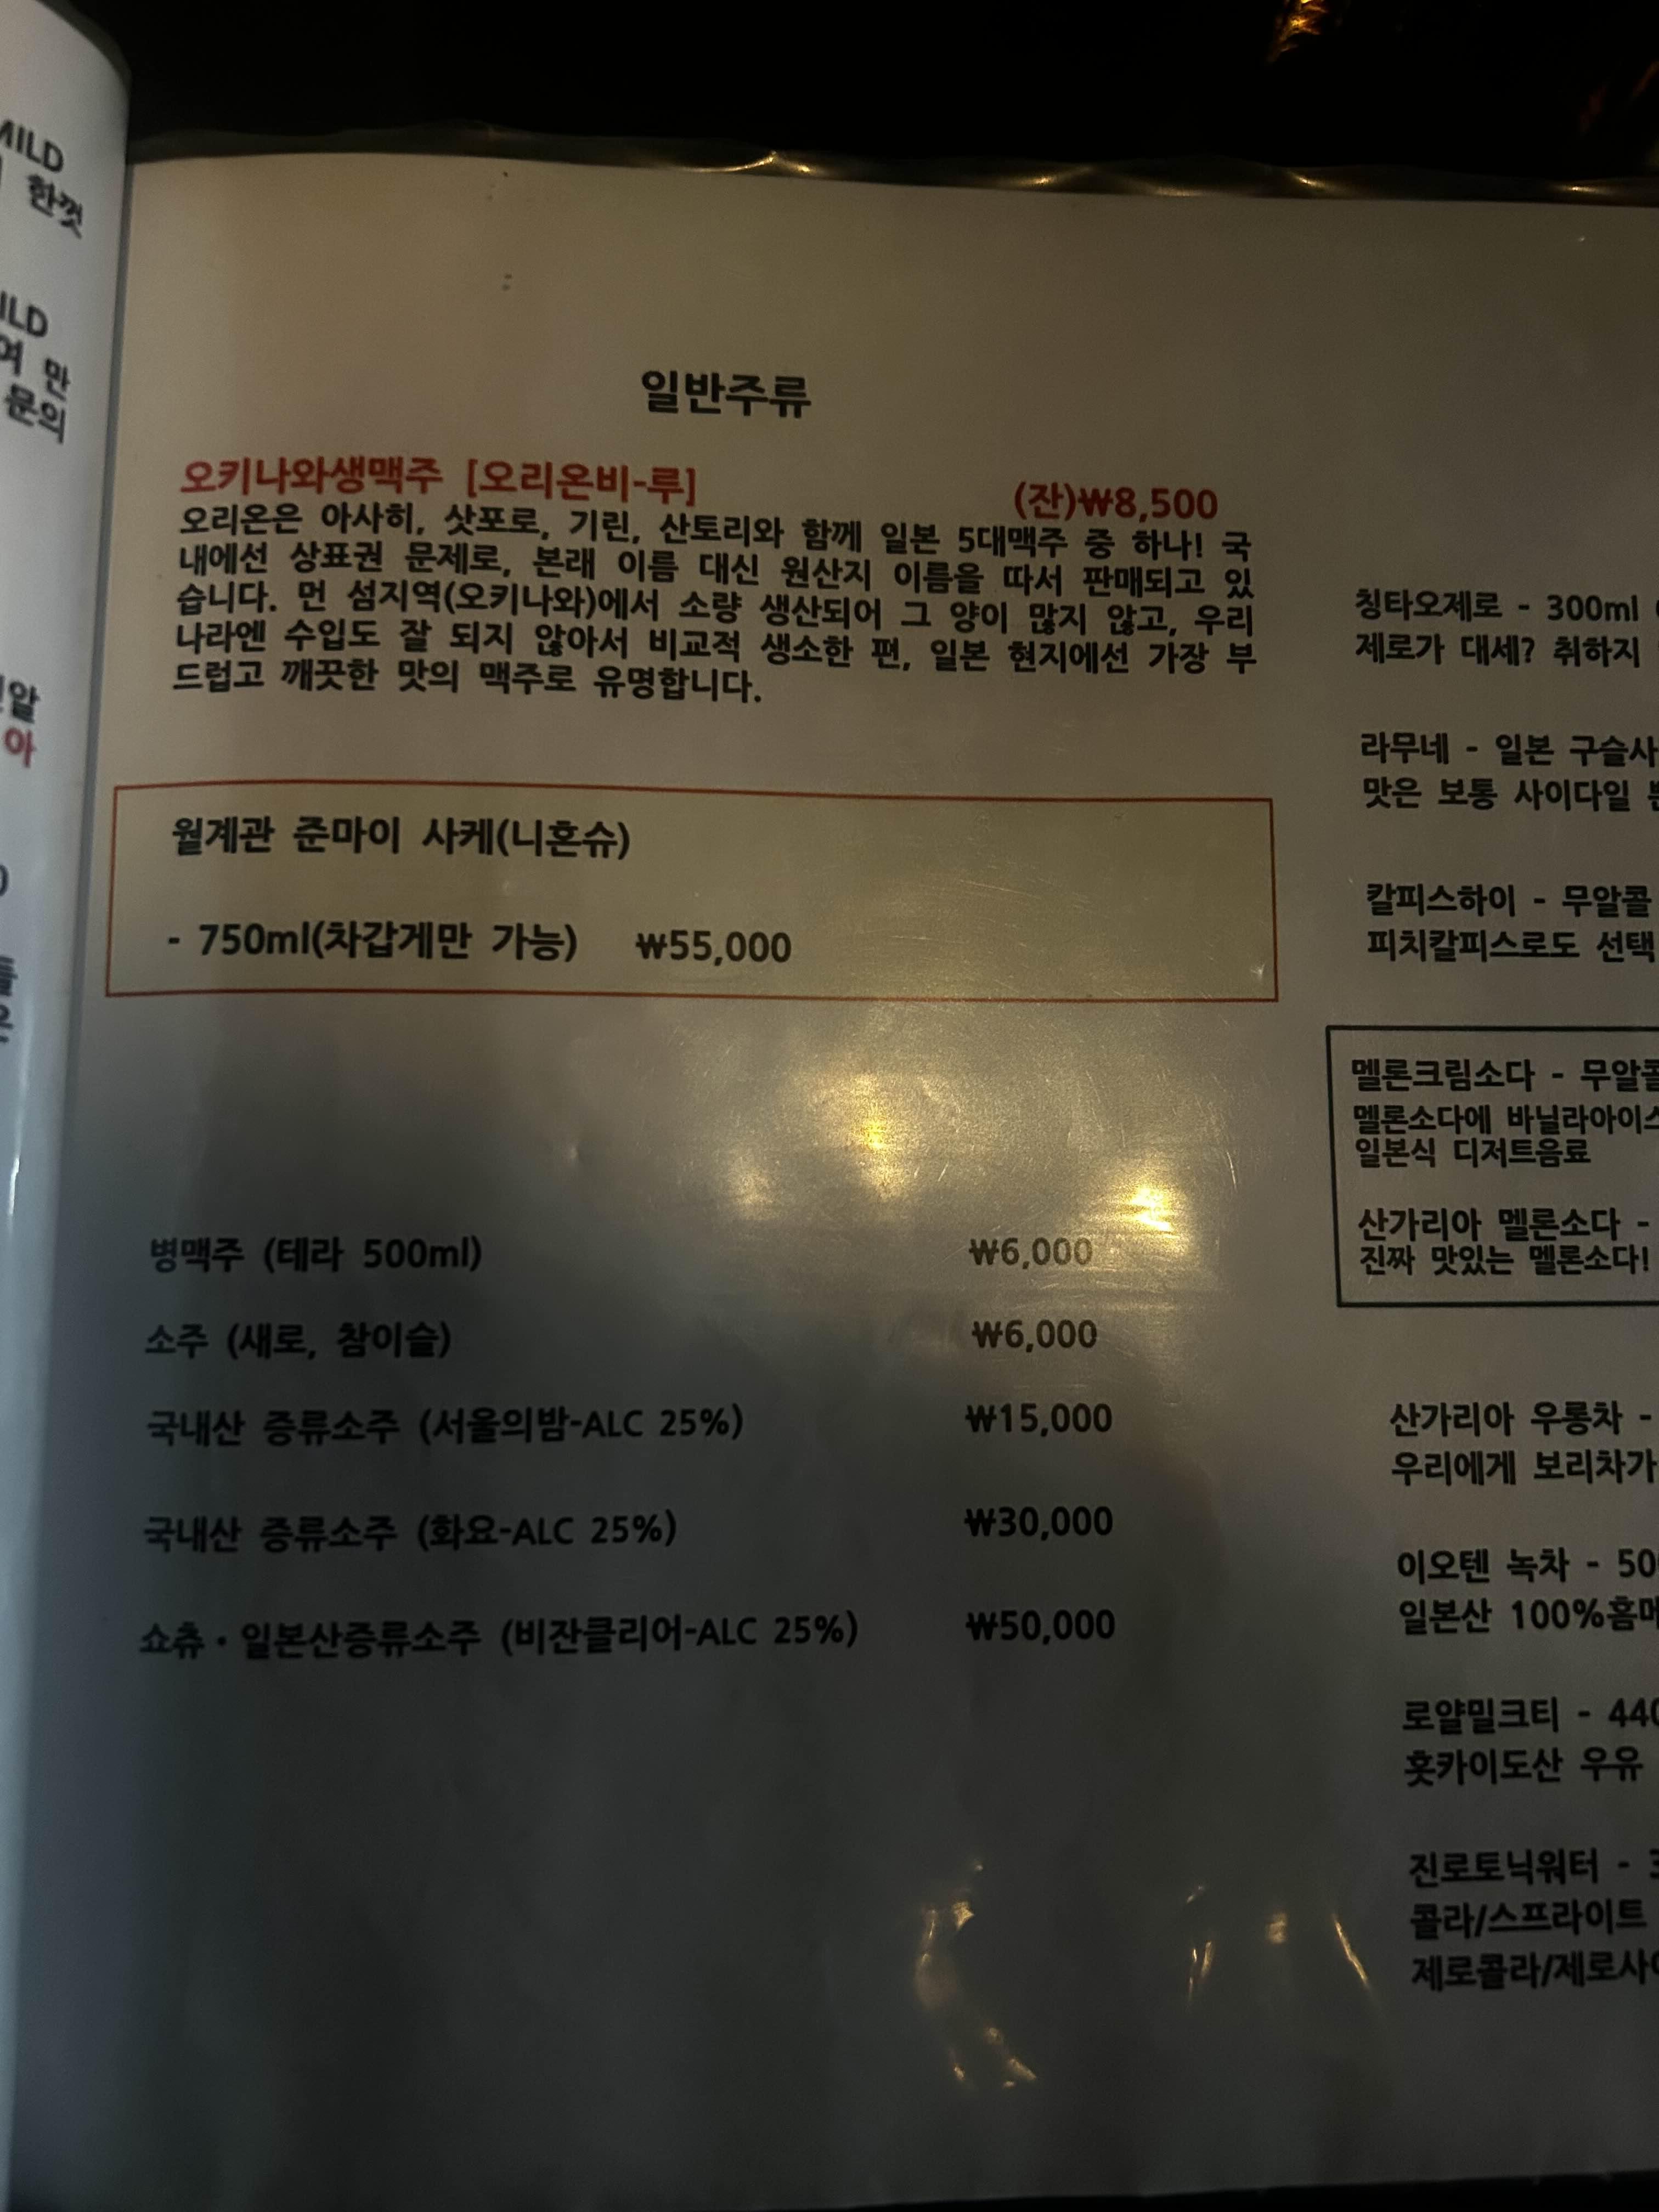 MILD
한껏
ILD
여 만
문의
알
아
들
은
일반주류
오키나와생맥주 [오리온비-루] (잔)₩8,500
오리온은 아사히, 삿포로, 기린, 산토리와 함께 일본 5대맥주 중 하나! 국
내에선 상표권 문제로, 본래 이름 대신 원산지 이름을 따서 판매되고 있
습니다. 먼 섬지역(오키나와)에서 소량 생산되어 그 양이 많지 않고, 우리
나라엔 수입도 잘 되지 않아서 비교적 생소한 편, 일본 현지에선 가장 부
드럽고 깨끗한 맛의 맥주로 유명합니다.
월계관 준마이 사케(니혼슈)
- 750ml(차갑게만 가능) ₩55,000
병맥주 (테라 500ml) ₩6,000
소주 (새로, 참이슬) ₩6,000
국내산 증류소주 (서울의밤-ALC 25%) ₩15,000
국내산 증류소주 (화요-ALC 25%) ₩30,000
쇼츄·일본산증류소주 (비잔클리어-ALC 25%) ₩50,000
칭타오제로 - 300ml
제로가 대세? 취하지
라무네 - 일본 구슬사
맛은 보통 사이다일
칼피스하이 - 무알콜
피치칼피스로도 선택
멜론크림소다 - 무알콜
멜론소다에 바닐라아이스
일본식 디저트음료
산가리아 멜론소다 -
진짜 맛있는 멜론소다!
산가리아 우롱차 -
우리에게 보리차가
이오텐 녹차 - 50
일본산 100%홈메
로얄밀크티 - 440
홋카이도산 우유
진로토닉워터 - 3
콜라/스프라이트
제로콜라/제로사이